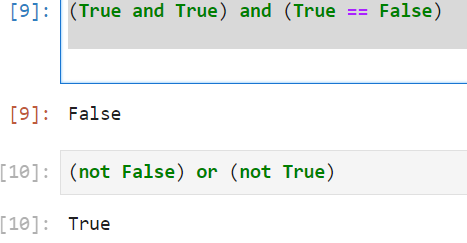 [9]: (True and True) and (True == False)
[9]: False
[10]: (not False) or (not True)
[10]: True